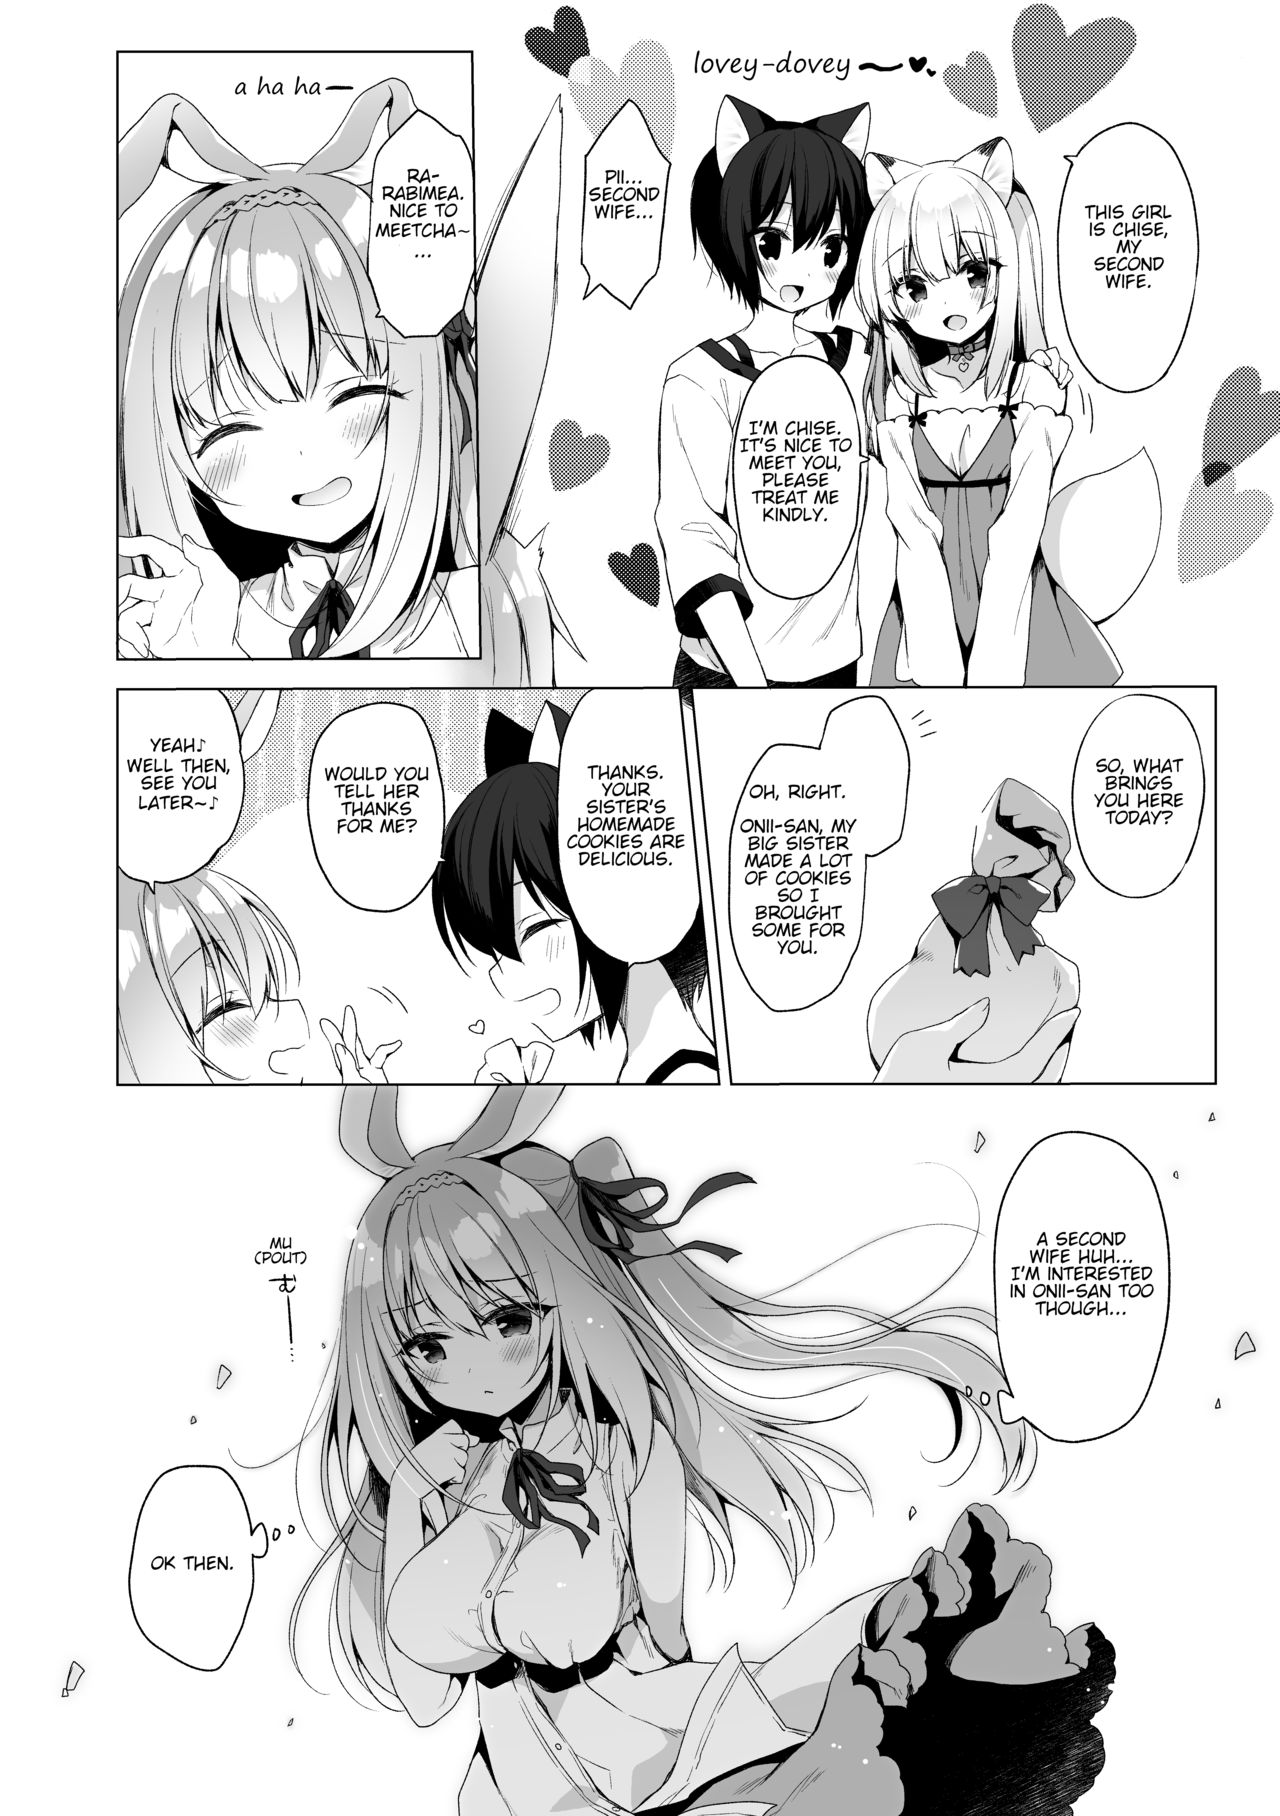 lovey-dovey
THIS GIRL
IS CHISE,
MY
SECOND
WIFE.
I'M CHISE.
IT'S NICE TO
MEET YOU,
PLEASE
TREAT ME
KINDLY.
PII...
SECOND
WIFE...
a ha ha—
RA-
RABIMEA.
NICE TO
MEETCHA~
...
SO, WHAT
BRINGS
YOU HERE
TODAY?
OH, RIGHT.
ONII-SAN, MY
BIG SISTER
MADE A LOT
OF COOKIES
SO I
BROUGHT
SOME FOR
YOU.
THANKS.
YOUR
SISTER'S
HOMEMADE
COOKIES ARE
DELICIOUS.
WOULD YOU
TELL HER
THANKS
FOR ME?
YEAH♪
WELL THEN,
SEE YOU
LATER~♪
A SECOND
WIFE HUH...
I'M INTERESTED
IN ONII-SAN TOO
THOUGH...
MU
(POUT)
むー…
OK THEN.